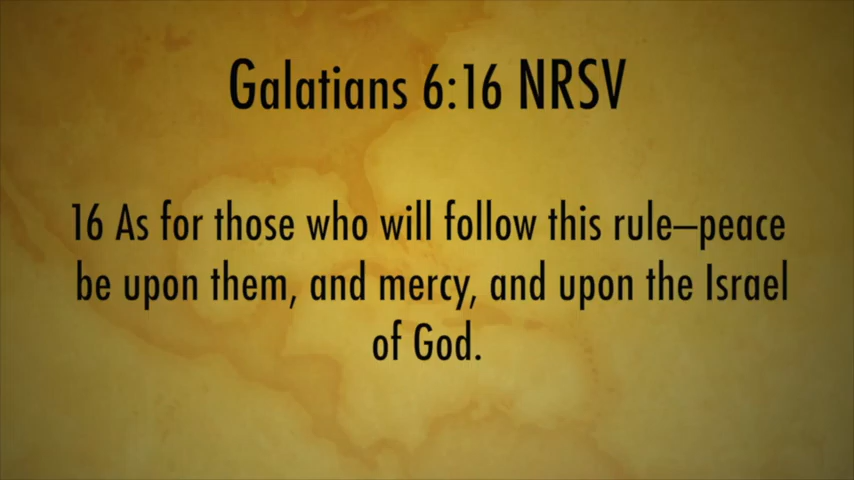 Galatians 6:16 NRSV
16 As for those who will follow this rule–peace
be upon them, and mercy, and upon the Israel
of God.